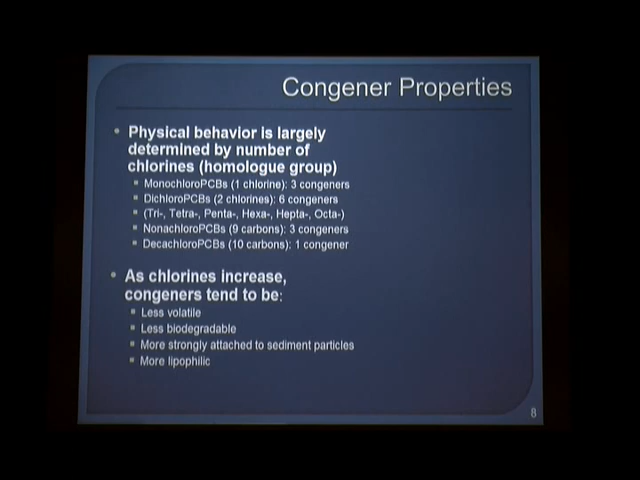 Congener Properties
Physical behavior is largely
determined by number of
chlorines (homologue group)
MonochloroPCBs (1 chlorine): 3 congeners
DichloroPCBs (2 chlorines): 6 congeners
(Tri-, Tetra-, Penta-, Hexa-, Hepta-, Octa-)
NonachloroPCBs (9 carbons): 3 congeners
DecachloroPCBs (10 carbons): 1 congener
As chlorines increase,
congeners tend to be:
Less volatile
Less biodegradable
More strongly attached to sediment particles
More lipophilic
8